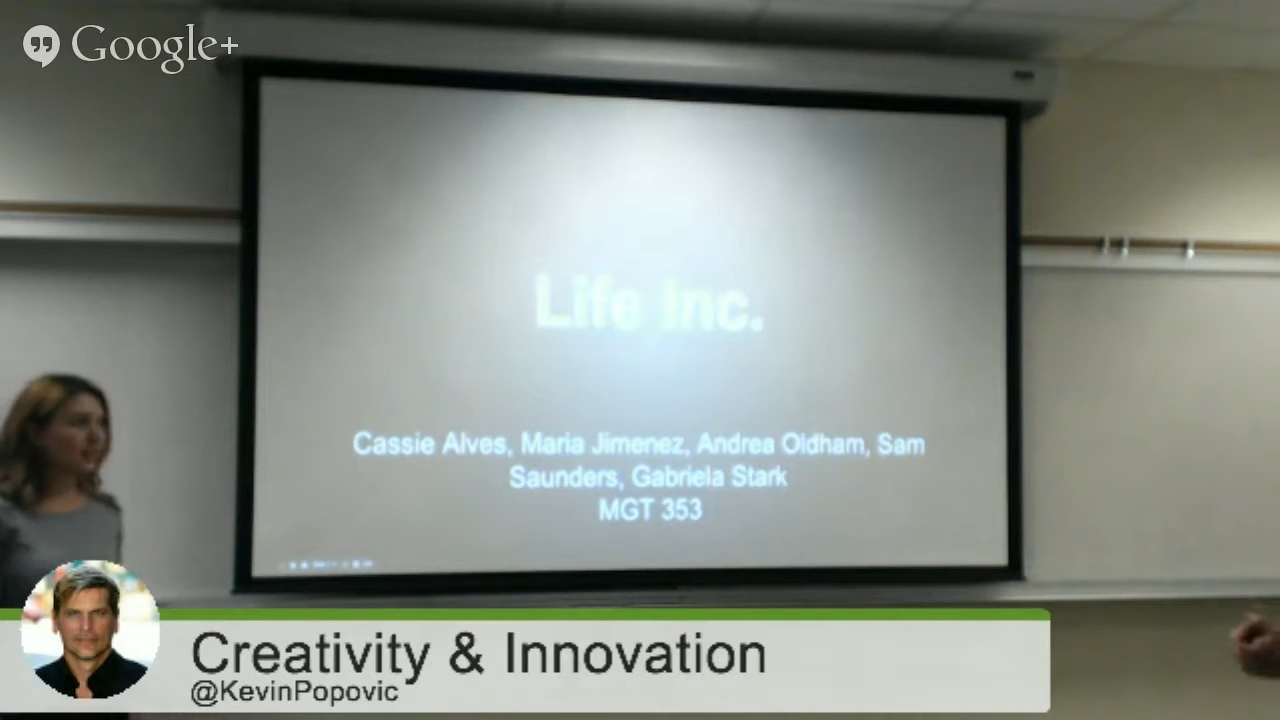 Google+
Life Inc.
Cassie Alves, Maria Jimenez, Andrea Oldham, Sam
Saunders, Gabriela Stark
MGT 353
Creativity & Innovation
@KevinPopovic